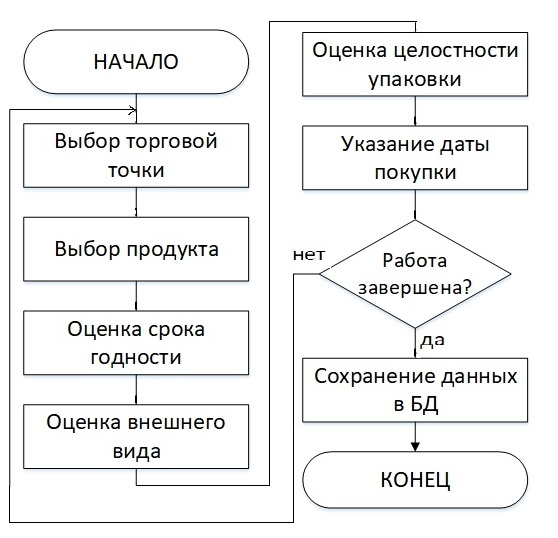 НАЧАЛО
Выбор торговой
точки
Выбор продукта
Оценка срока
годности
Оценка внешнего
вида
Оценка целостности
упаковки
Указание даты
покупки
Работа
завершена?
нет
да
Сохранение данных
в БД
КОНЕЦ